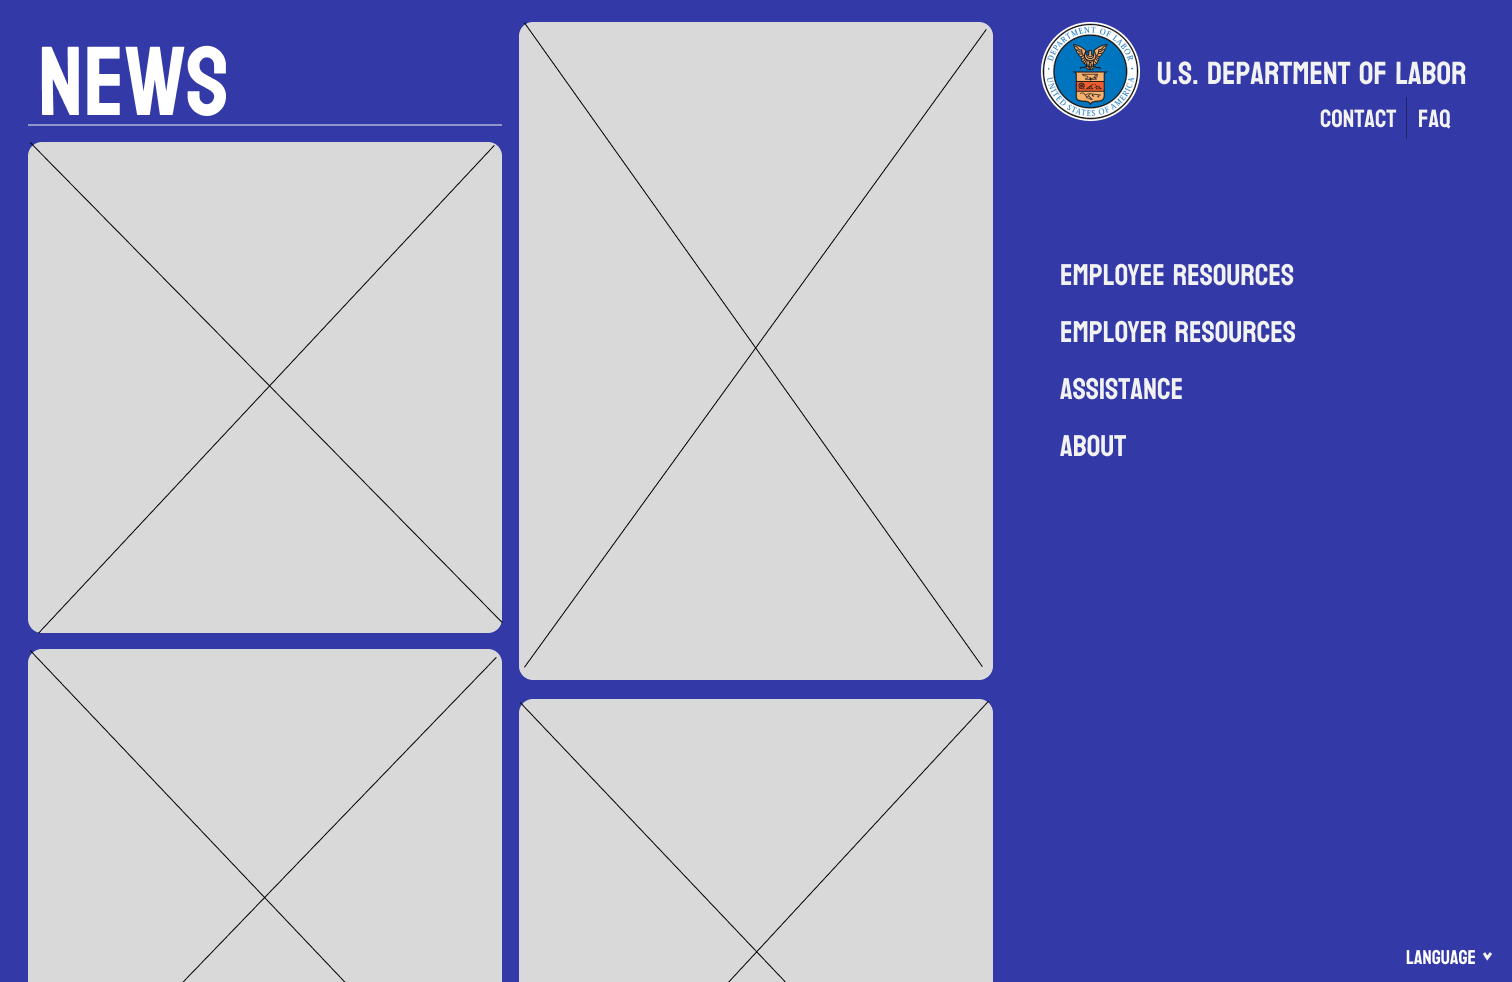 NEWS
DEPARTMENT OF LABOR
UNITED STATES OF AMERICA
U.S. DEPARTMENT OF LABOR
CONTACT
FAQ
EMPLOYEE RESOURCES
EMPLOYER RESOURCES
ASSISTANCE
ABOUT
LANGUAGE